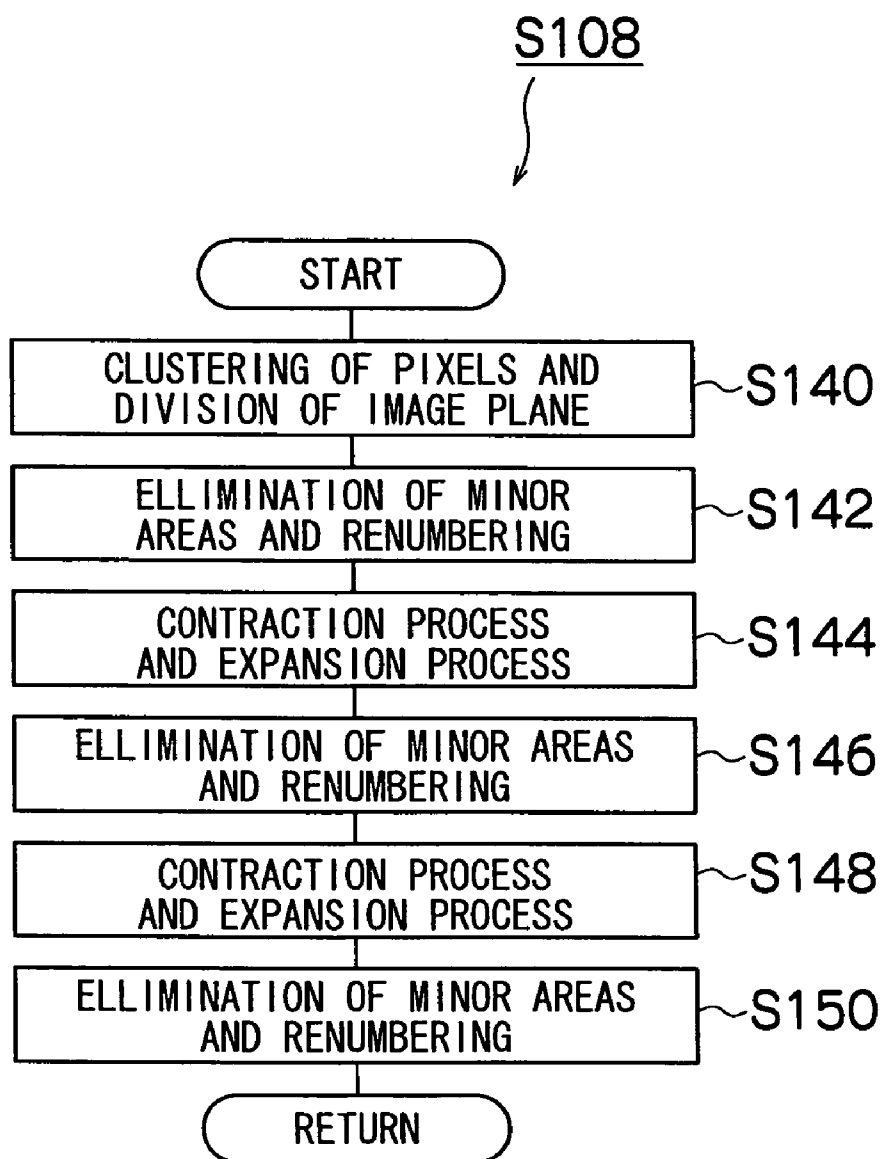 S108
START
CLUSTERING OF PIXELS AND
DIVISION OF IMAGE PLANE
S140
ELLIMINATION OF MINOR
AREAS AND RENUMBERING
S142
CONTRACTION PROCESS
AND EXPANSION PROCESS
S144
ELLIMINATION OF MINOR AREAS
AND RENUMBERING
S146
CONTRACTION PROCESS
AND EXPANSION PROCESS
S148
ELLIMINATION OF MINOR AREAS
AND RENUMBERING
S150
RETURN